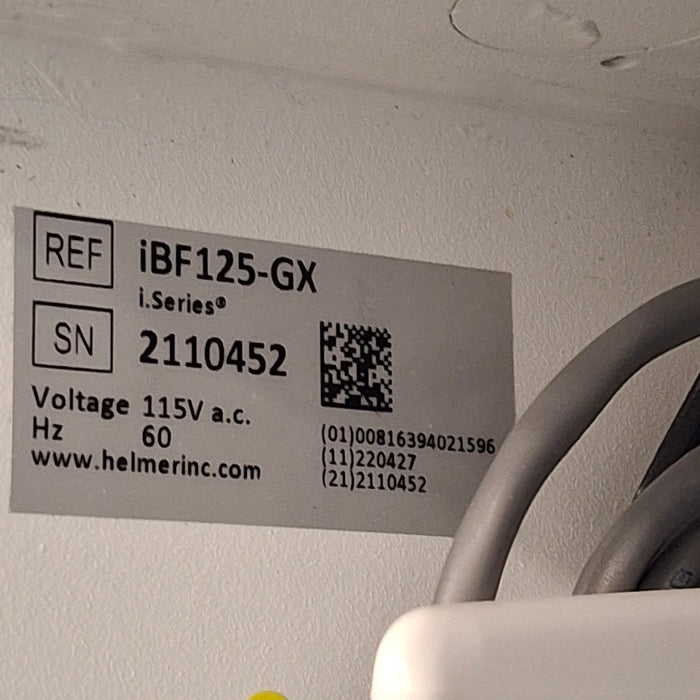 REF iBF125-GX
i.Series®
SN 2110452
Voltage 115V a.c.
Hz 60
www.helmerinc.com
(01)00816394021596
(11)220427
(21)2110452